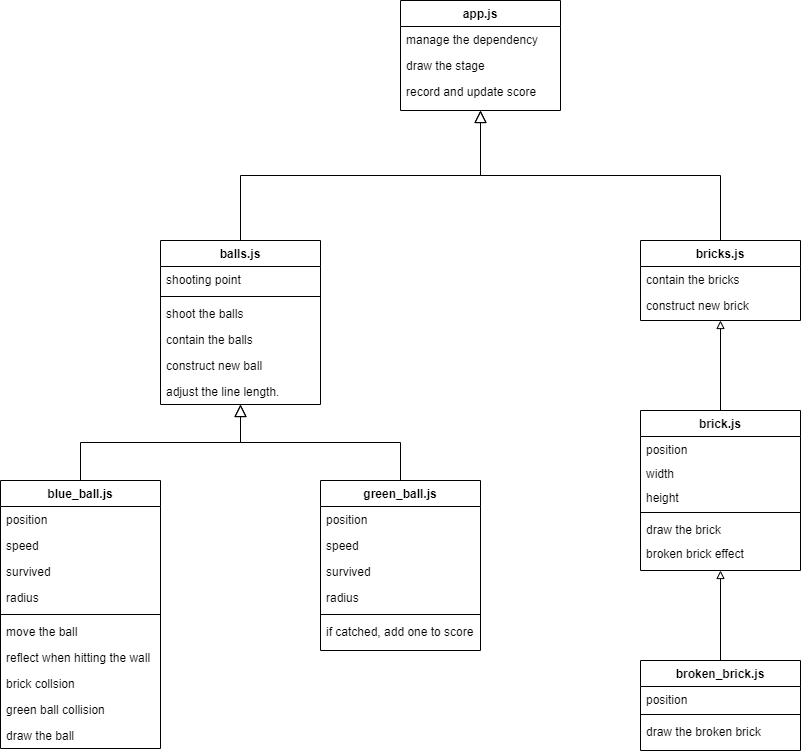 app.js
manage the dependency
draw the stage
record and update score
balls.js
shooting point
shoot the balls
contain the balls
construct new ball
adjust the line length.
bricks.js
contain the bricks
construct new brick
brick.js
position
width
height
draw the brick
broken brick effect
blue_ball.js
position
speed
survived
radius
move the ball
reflect when hitting the wall
brick collsion
green ball collision
draw the ball
green_ball.js
position
speed
survived
radius
if catched, add one to score
broken_brick.js
position
draw the broken brick